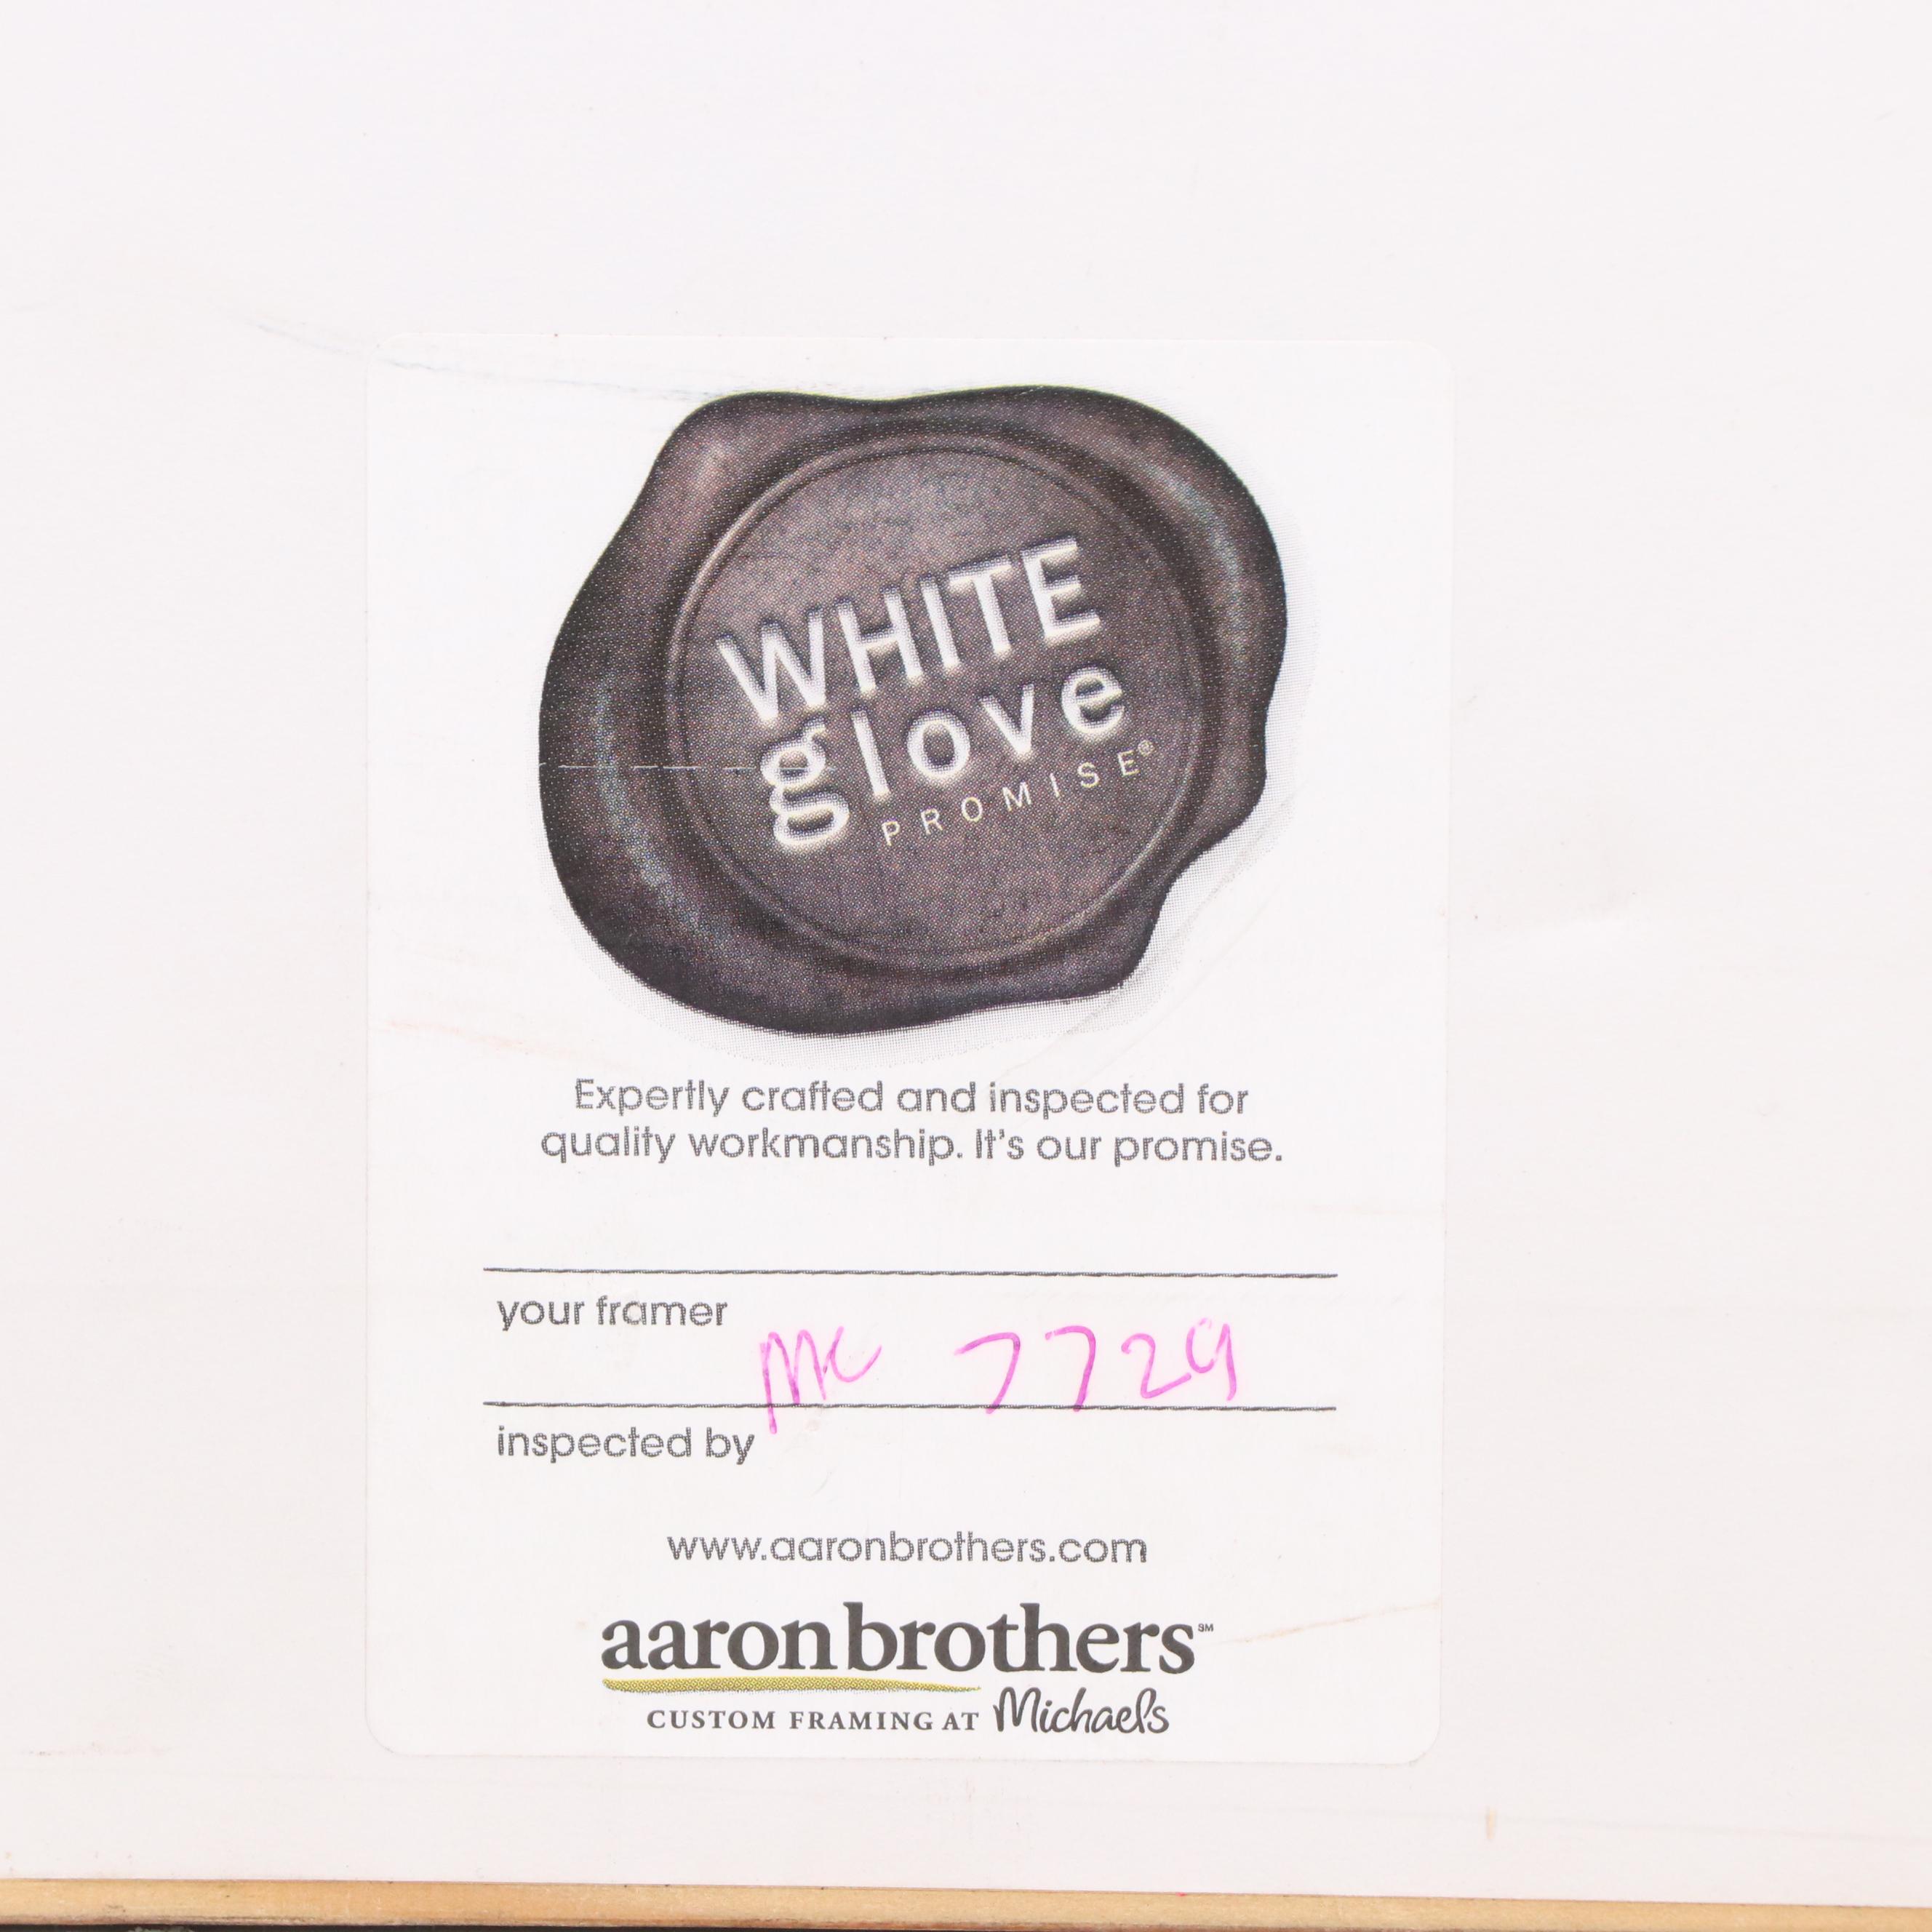 WHITE
glove
PROMISE®
Expertly crafted and inspected for
quality workmanship. It's our promise.
your framer
MC 7729
inspected by
www.aaronbrothers.com
aaronbrothers℠
CUSTOM FRAMING AT Michaels